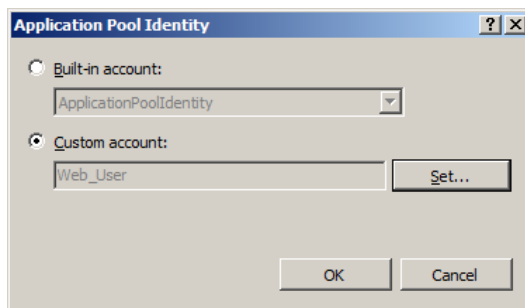 Application Pool Identity
Built-in account:
ApplicationPoolIdentity
Custom account:
Web_User
Set...
OK
Cancel